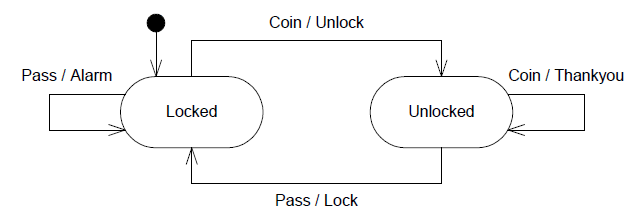 Coin / Unlock
Pass / Alarm
Coin / Thankyou
Locked
Unlocked
Pass / Lock